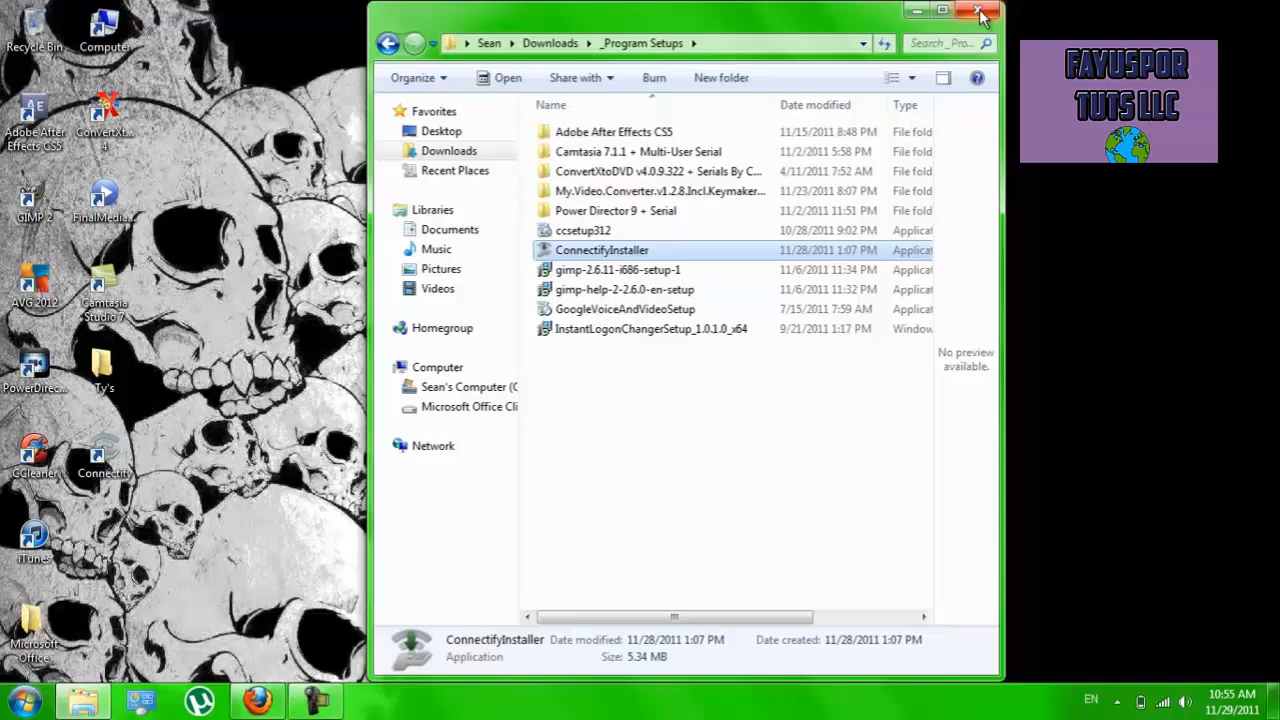 Recycle Bin
Computer
Adobe After
Effects CS5
ConvertXt...
4
GIMP 2
FinalMedia...
AVG 2012
Camtasia
Studio 7
PowerDirec...
Ty's
CCleaner
Connectify
iTunes
Microsoft
Office
Sean
Downloads
_Program Setups
Search _Pro...
Organize
Open
Share with
Burn
New folder
Favorites
Desktop
Downloads
Recent Places
Libraries
Documents
Music
Pictures
Videos
Homegroup
Computer
Sean's Computer (C
Microsoft Office Cli
Network
Name Date modified Type
Adobe After Effects CS5 11/15/2011 8:48 PM File fold
Camtasia 7.1.1 + Multi-User Serial 11/2/2011 5:58 PM File fold
ConvertXtoDVD v4.0.9.322 + Serials By C... 4/11/2011 7:52 AM File fold
My.Video.Converter.v1.2.8.Incl.Keymaker... 11/23/2011 8:07 PM File fold
Power Director 9 + Serial 11/2/2011 11:51 PM File fold
ccsetup312 10/28/2011 9:02 PM Applicat
ConnectifyInstaller 11/28/2011 1:07 PM Applicat
gimp-2.6.11-i686-setup-1 11/6/2011 11:34 PM Applicat
gimp-help-2-2.6.0-en-setup 11/6/2011 11:32 PM Applicat
GoogleVoiceAndVideoSetup 7/15/2011 7:59 AM Applicat
InstantLogonChangerSetup_1.0.1.0_x64 9/21/2011 1:17 PM Window
No preview
available.
ConnectifyInstaller Date modified: 11/28/2011 1:07 PM Date created: 11/28/2011 1:07 PM
Application Size: 5.34 MB
FAYUSPOR
TUTS LLC
EN
10:55 AM
11/29/2011